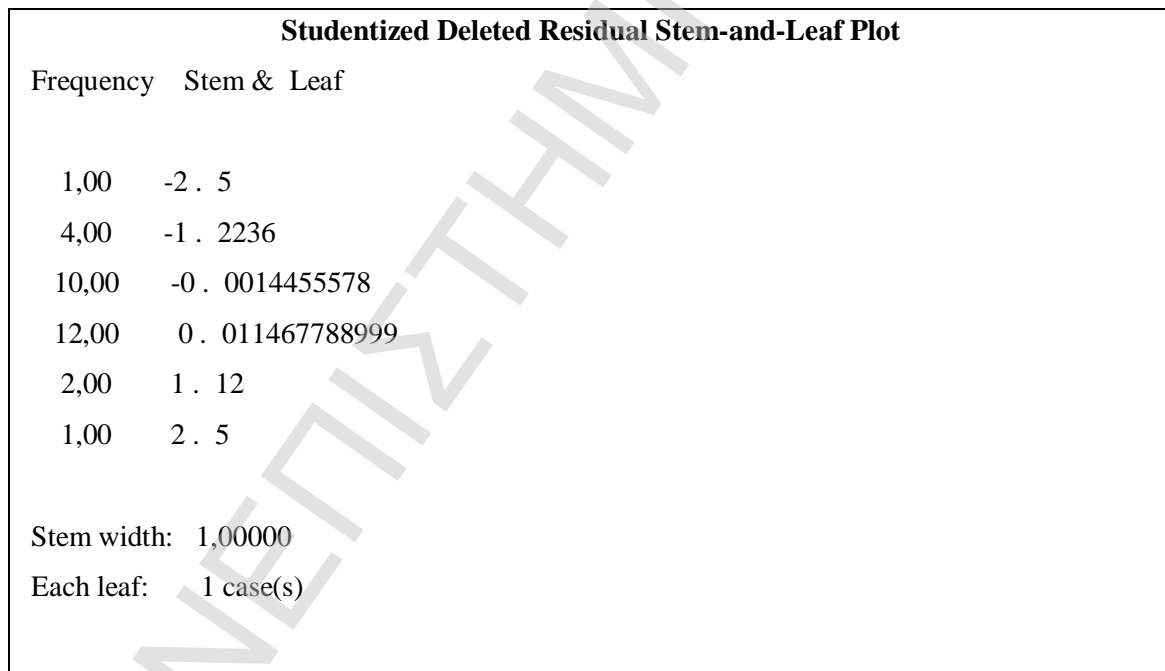 Studentized Deleted Residual Stem-and-Leaf Plot
Frequency Stem & Leaf
1,00 -2 . 5
4,00 -1 . 2236
10,00 -0 . 0014455578
12,00 0 . 011467788999
2,00 1 . 12
1,00 2 . 5
Stem width: 1,00000
Each leaf: 1 case(s)